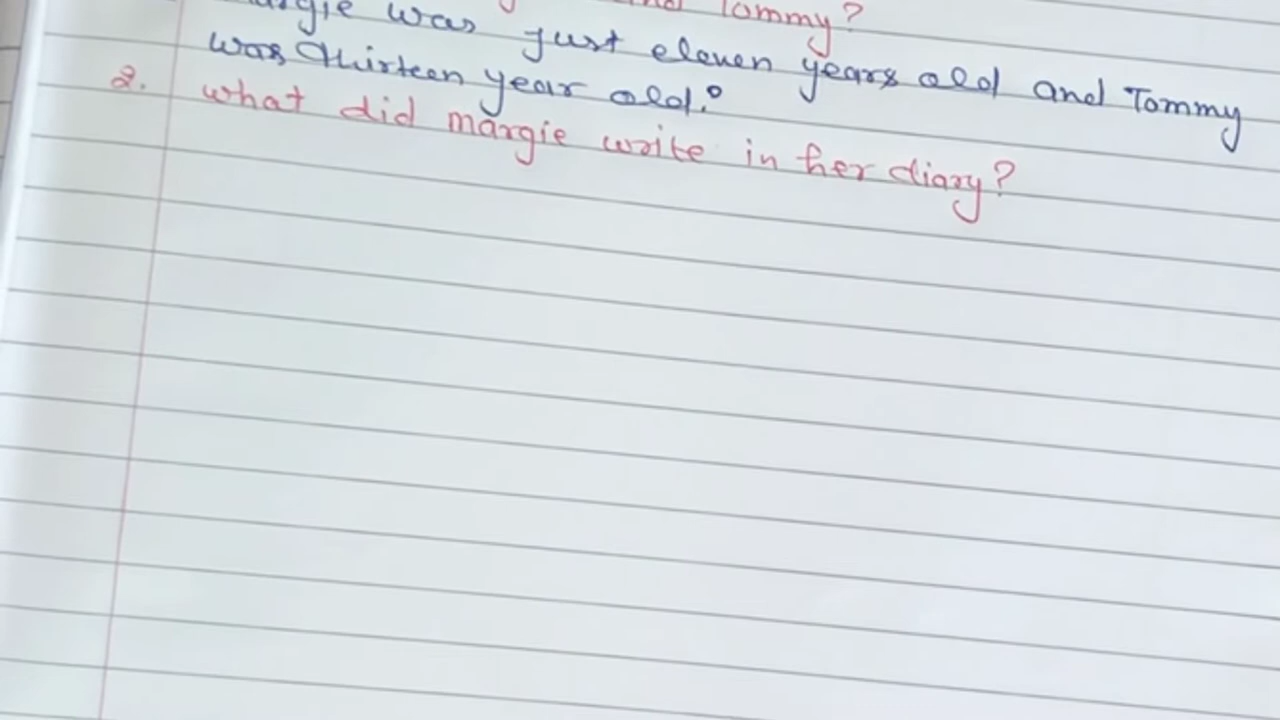 Tommy?
was just eleven years old and Tommy
was thirteen year old.
2. what did margie write in her diary?